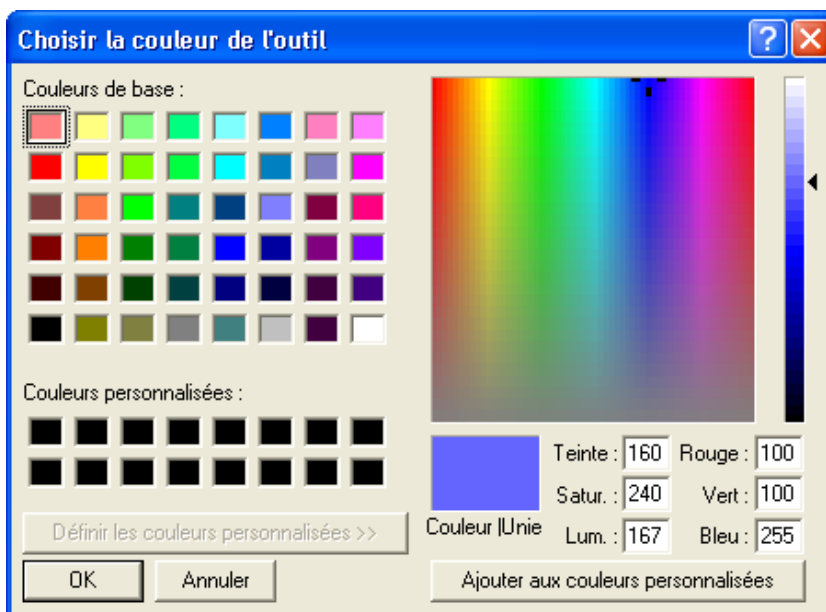 Choisir la couleur de l'outil
Couleurs de base :
Couleurs personnalisées :
Définir les couleurs personnalisées >>
OK Annuler
Teinte : 160 Rouge : 100
Satur. : 240 Vert : 100
Couleur |Unie Lum. : 167 Bleu : 255
Ajouter aux couleurs personnalisées